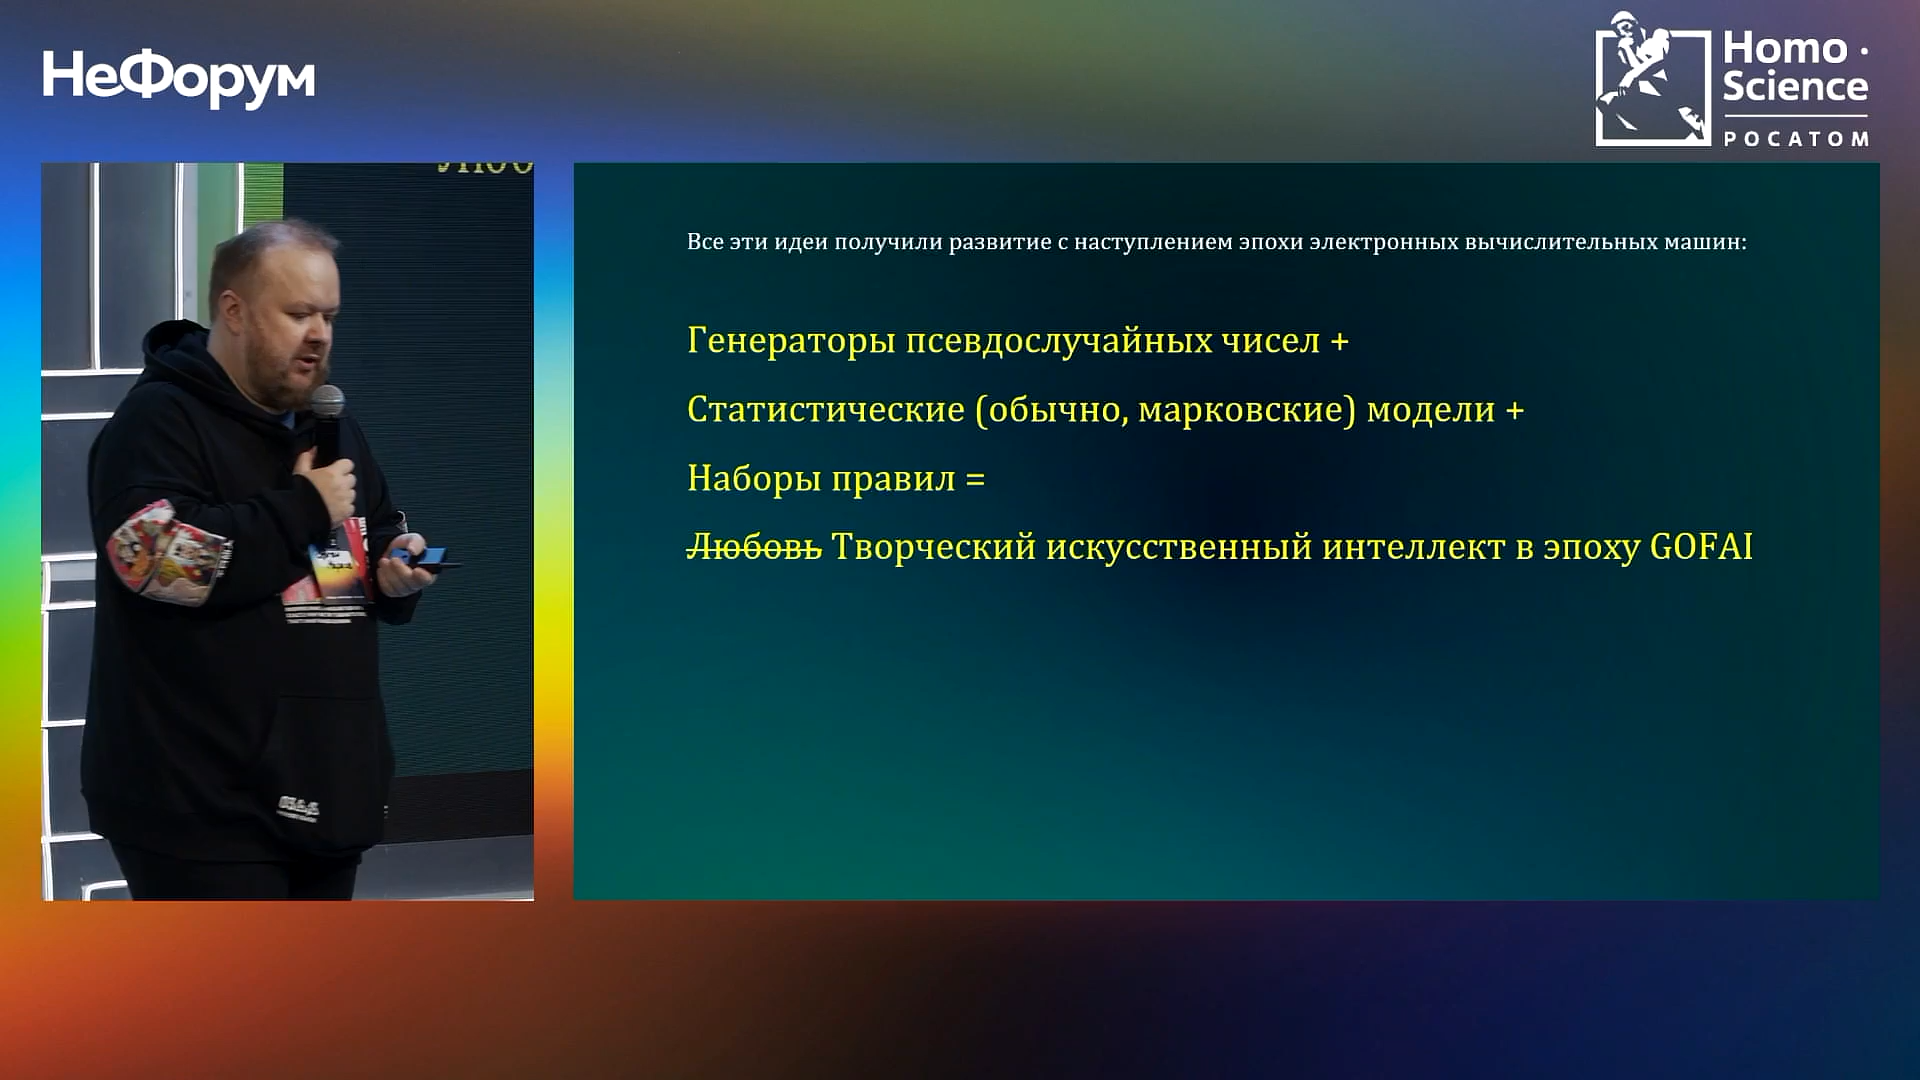 НеФорум
Homo
Science
РОСАТОМ
Все эти идеи получили развитие с наступлением эпохи электронных вычислительных машин:
Генераторы псевдослучайных чисел +
Статистические (обычно, марковские) модели +
Наборы правил =
Любовь Творческий искусственный интеллект в эпоху GOFAI